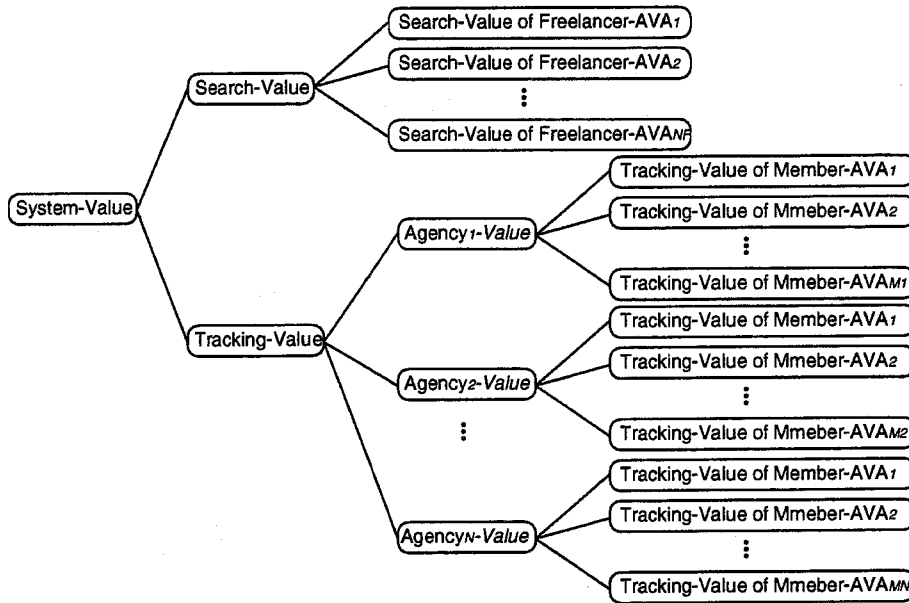 Search-Value of Freelancer-AVA1
Search-Value of Freelancer-AVA2
Search-Value
Search-Value of Freelancer-AVANF
System-Value
Tracking-Value of Member-AVA1
Tracking-Value of Mmeber-AVA2
Agency1-Value
Tracking-Value of Mmeber-AVAM1
Tracking-Value
Tracking-Value of Member-AVA1
Tracking-Value of Mmeber-AVA2
Agency2-Value
Tracking-Value of Mmeber-AVAM2
Tracking-Value of Member-AVA1
Tracking-Value of Mmeber-AVA2
AgencyN-Value
Tracking-Value of Mmeber-AVAMN